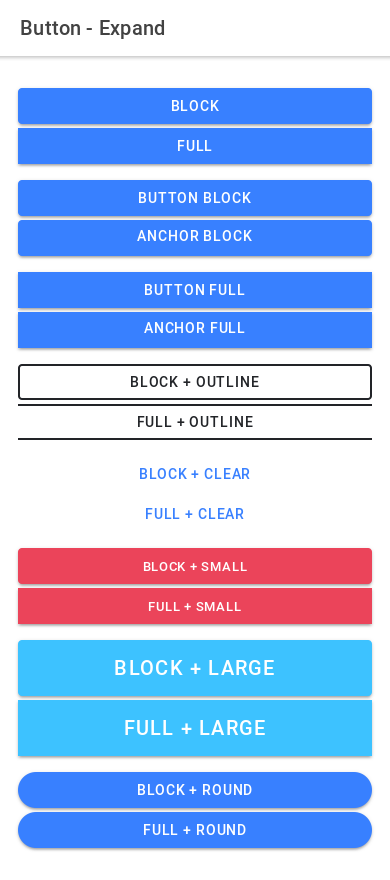 Button - Expand
BLOCK
FULL
BUTTON BLOCK
ANCHOR BLOCK
BUTTON FULL
ANCHOR FULL
BLOCK + OUTLINE
FULL + OUTLINE
BLOCK + CLEAR
FULL + CLEAR
BLOCK + SMALL
FULL + SMALL
BLOCK + LARGE
FULL + LARGE
BLOCK + ROUND
FULL + ROUND